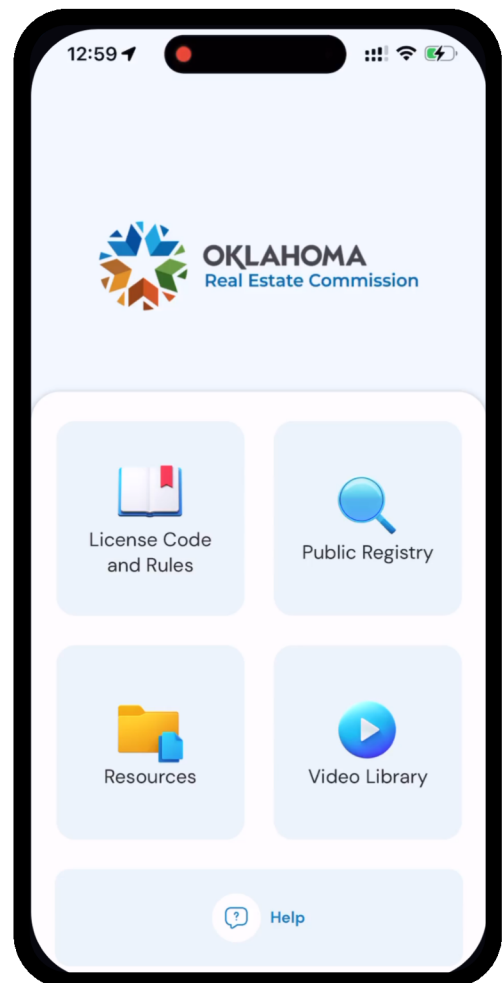 12:59
OKLAHOMA
Real Estate Commission
License Code
and Rules
Public Registry
Resources
Video Library
? Help